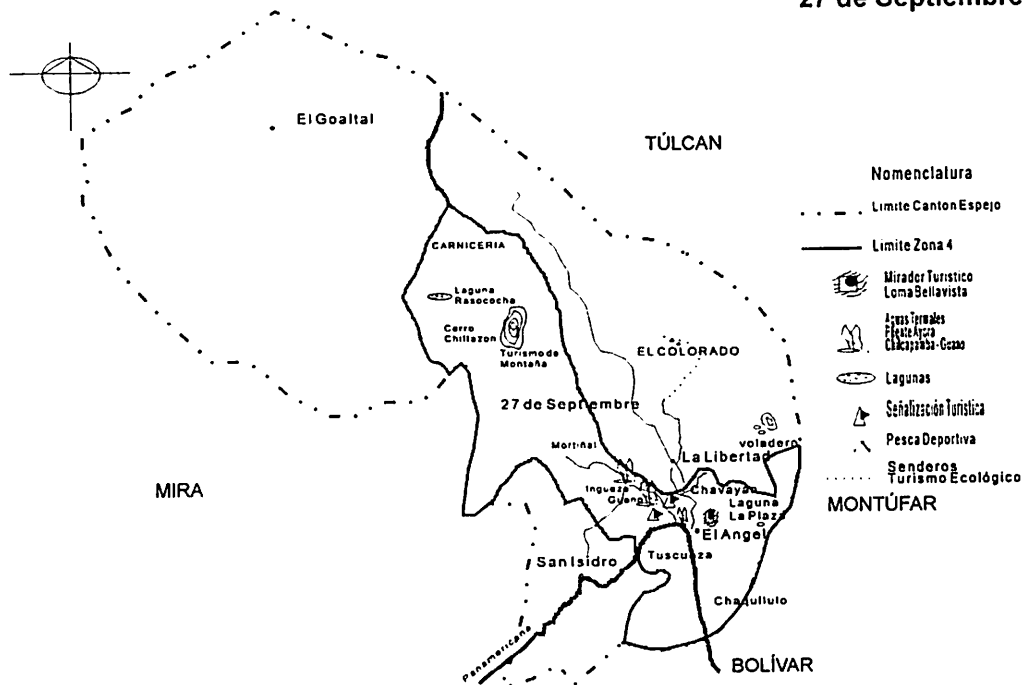 27 de Septiembre
El Goaltal
TÚLCAN
Nomenclatura
Limite Canton Espejo
Limite Zona 4
Mirador Turistico
Loma Bellavista
Aguas Termales
Lagunas
Señalización Turistica
Pesca Deportiva
Senderos
Turismo Ecológico
CARNICERIA
Laguna
Rasococha
Cerro
Chiltazon
Turismo de
Montaña
EL COLORADO
27 de Septiembre
Mortiñal
voladero
La Libertad
Ingueza
Chavayan
Laguna
La Plaza
El Angel
MIRA
MONTÚFAR
San Isidro
Tuscuaza
Panamericana
BOLÍVAR